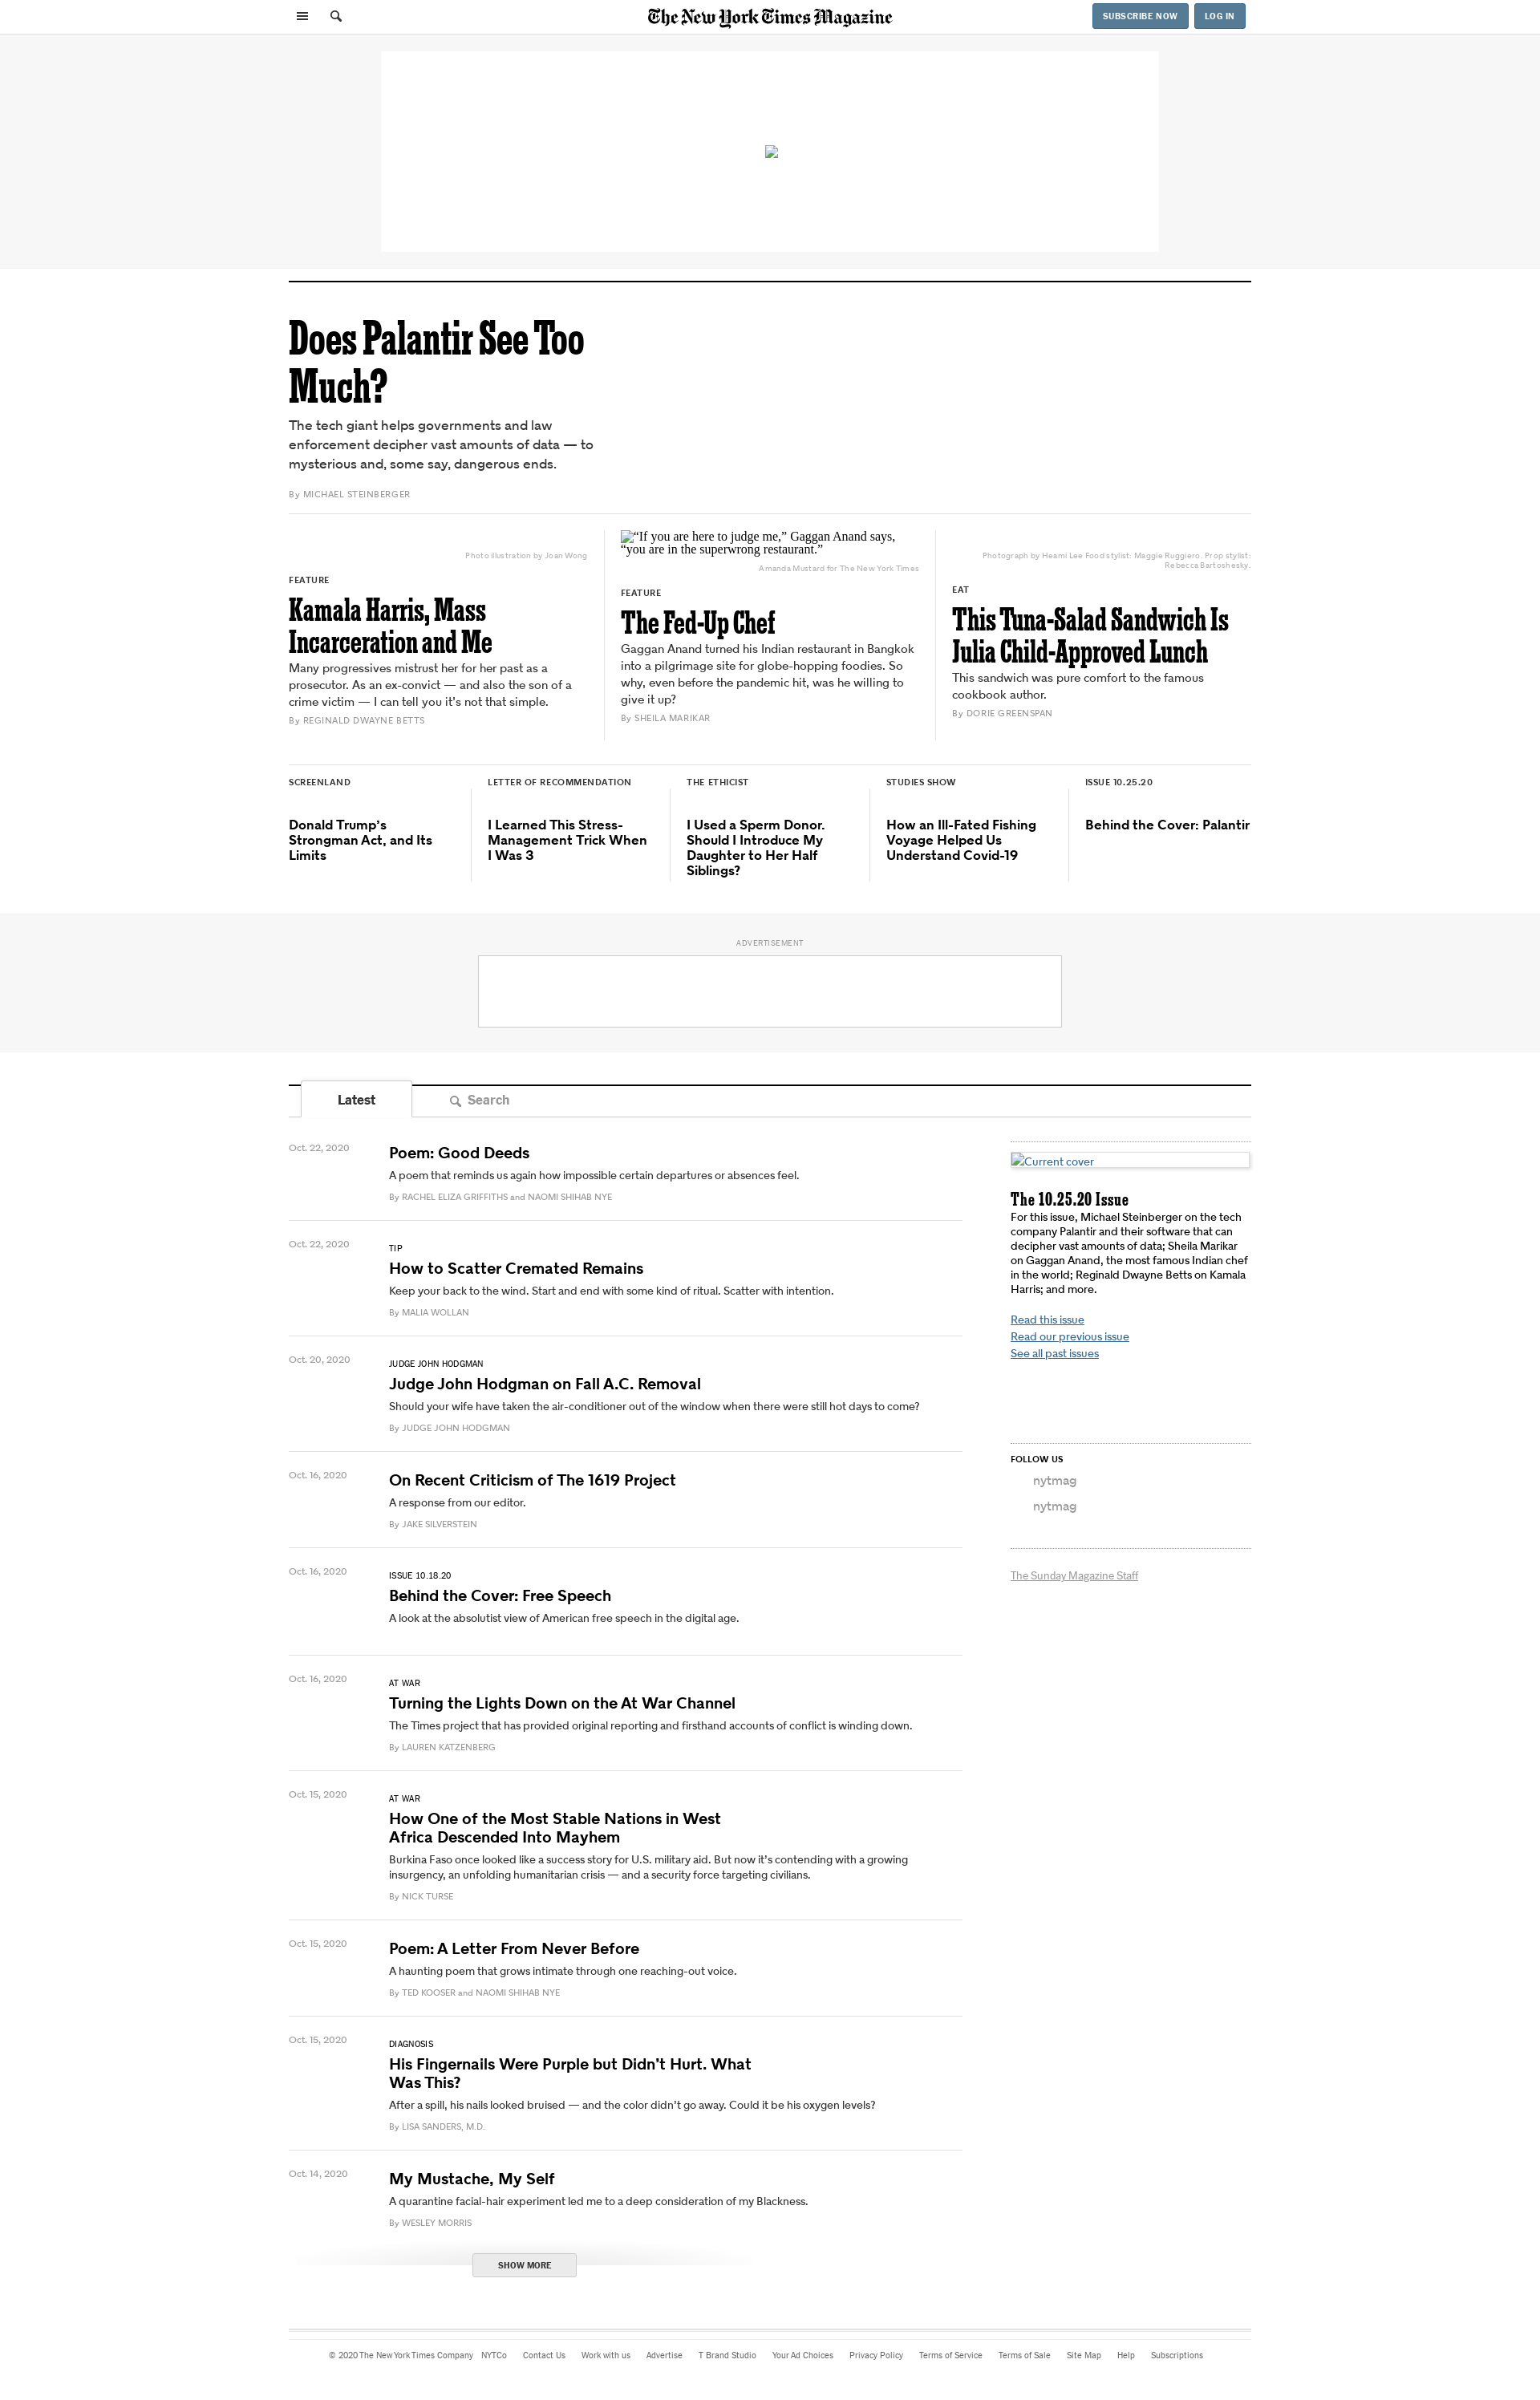 The New York Times Magazine
SUBSCRIBE NOW
LOG IN
Does Palantir See Too
Much?
The tech giant helps governments and law
enforcement decipher vast amounts of data — to
mysterious and, some say, dangerous ends.
By MICHAEL STEINBERGER
Photo illustration by Joan Wong
FEATURE
Kamala Harris, Mass
Incarceration and Me
Many progressives mistrust her for her past as a
prosecutor. As an ex-convict — and also the son of a
crime victim — I can tell you it’s not that simple.
By REGINALD DWAYNE BETTS
“If you are here to judge me,” Gaggan Anand says,
“you are in the superwrong restaurant.”
Amanda Mustard for The New York Times
FEATURE
The Fed-Up Chef
Gaggan Anand turned his Indian restaurant in Bangkok
into a pilgrimage site for globe-hopping foodies. So
why, even before the pandemic hit, was he willing to
give it up?
By SHEILA MARIKAR
Photograph by Heami Lee Food stylist: Maggie Ruggiero. Prop stylist:
Rebecca Bartoshesky.
EAT
This Tuna-Salad Sandwich Is
Julia Child-Approved Lunch
This sandwich was pure comfort to the famous
cookbook author.
By DORIE GREENSPAN
SCREENLAND
Donald Trump’s
Strongman Act, and Its
Limits
LETTER OF RECOMMENDATION
I Learned This Stress-
Management Trick When
I Was 3
THE ETHICIST
I Used a Sperm Donor.
Should I Introduce My
Daughter to Her Half
Siblings?
STUDIES SHOW
How an Ill-Fated Fishing
Voyage Helped Us
Understand Covid-19
ISSUE 10.25.20
Behind the Cover: Palantir
ADVERTISEMENT
Latest
Search
Oct. 22, 2020
Poem: Good Deeds
A poem that reminds us again how impossible certain departures or absences feel.
By RACHEL ELIZA GRIFFITHS and NAOMI SHIHAB NYE
Oct. 22, 2020
TIP
How to Scatter Cremated Remains
Keep your back to the wind. Start and end with some kind of ritual. Scatter with intention.
By MALIA WOLLAN
Oct. 20, 2020
JUDGE JOHN HODGMAN
Judge John Hodgman on Fall A.C. Removal
Should your wife have taken the air-conditioner out of the window when there were still hot days to come?
By JUDGE JOHN HODGMAN
Oct. 16, 2020
On Recent Criticism of The 1619 Project
A response from our editor.
By JAKE SILVERSTEIN
Oct. 16, 2020
ISSUE 10.18.20
Behind the Cover: Free Speech
A look at the absolutist view of American free speech in the digital age.
Oct. 16, 2020
AT WAR
Turning the Lights Down on the At War Channel
The Times project that has provided original reporting and firsthand accounts of conflict is winding down.
By LAUREN KATZENBERG
Oct. 15, 2020
AT WAR
How One of the Most Stable Nations in West
Africa Descended Into Mayhem
Burkina Faso once looked like a success story for U.S. military aid. But now it’s contending with a growing
insurgency, an unfolding humanitarian crisis — and a security force targeting civilians.
By NICK TURSE
Oct. 15, 2020
Poem: A Letter From Never Before
A haunting poem that grows intimate through one reaching-out voice.
By TED KOOSER and NAOMI SHIHAB NYE
Oct. 15, 2020
DIAGNOSIS
His Fingernails Were Purple but Didn't Hurt. What
Was This?
After a spill, his nails looked bruised — and the color didn’t go away. Could it be his oxygen levels?
By LISA SANDERS, M.D.
Oct. 14, 2020
My Mustache, My Self
A quarantine facial-hair experiment led me to a deep consideration of my Blackness.
By WESLEY MORRIS
SHOW MORE
Current cover
The 10.25.20 Issue
For this issue, Michael Steinberger on the tech
company Palantir and their software that can
decipher vast amounts of data; Sheila Marikar
on Gaggan Anand, the most famous Indian chef
in the world; Reginald Dwayne Betts on Kamala
Harris; and more.
Read this issue
Read our previous issue
See all past issues
FOLLOW US
nytmag
nytmag
The Sunday Magazine Staff
© 2020 The New York Times Company NYTCo Contact Us Work with us Advertise T Brand Studio Your Ad Choices Privacy Policy Terms of Service Terms of Sale Site Map Help Subscriptions